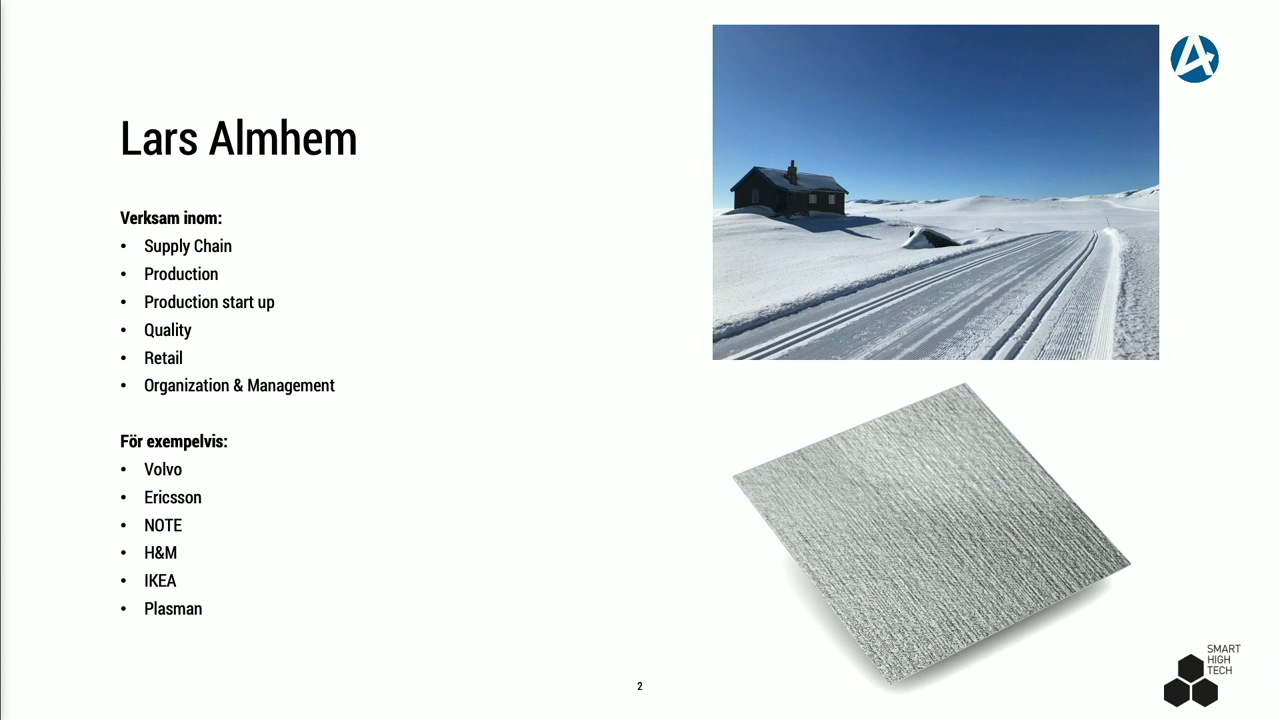 Lars Almhem
Verksam inom:
• Supply Chain
• Production
• Production start up
• Quality
• Retail
• Organization & Management
För exempelvis:
• Volvo
• Ericsson
• NOTE
• H&M
• IKEA
• Plasman
2
SMART
HIGH
TECH